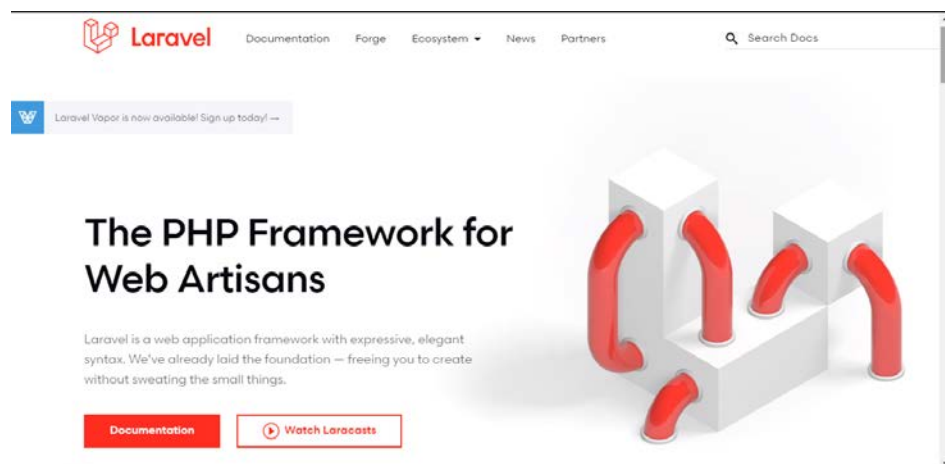 Laravel
Documentation Forge Ecosystem News Partners
Search Docs
Laravel Vapor is now available! Sign up today! —
The PHP Framework for
Web Artisans
Laravel is a web application framework with expressive, elegant
syntax. We've already laid the foundation — freeing you to create
without sweating the small things.
Documentation
Watch Laracasts